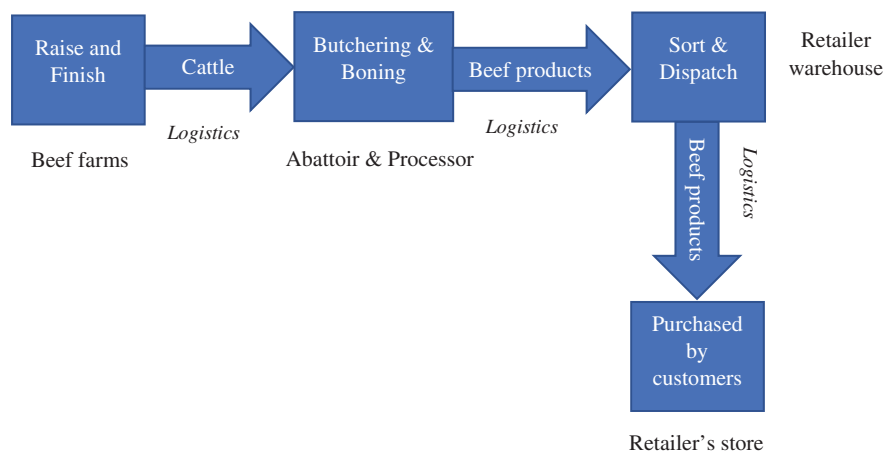 Raise and
Finish
Cattle
Logistics
Beef farms
Butchering &
Boning
Beef products
Logistics
Abattoir & Processor
Sort &
Dispatch
Retailer
warehouse
Beef products
Logistics
Purchased
by
customers
Retailer’s store